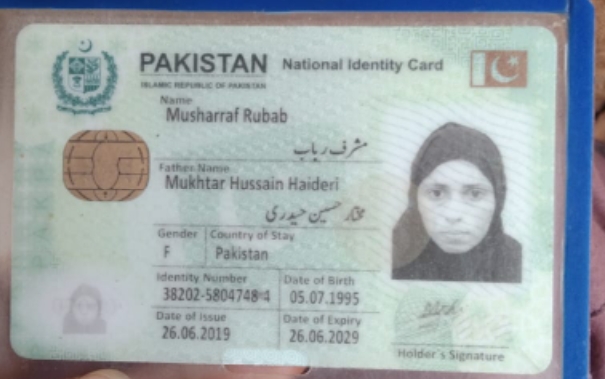 PAKISTAN National Identity Card
ISLAMIC REPUBLIC OF PAKISTAN
Name
Musharraf Rubab
مشرف رباب
Father Name
Mukhtar Hussain Haideri
مختار حسین حیدری
Gender Country of Stay
F Pakistan
Identity Number Date of Birth
38202-5804748-4 05.07.1995
Date of Issue Date of Expiry
26.06.2019 26.06.2029
Holder's Signature